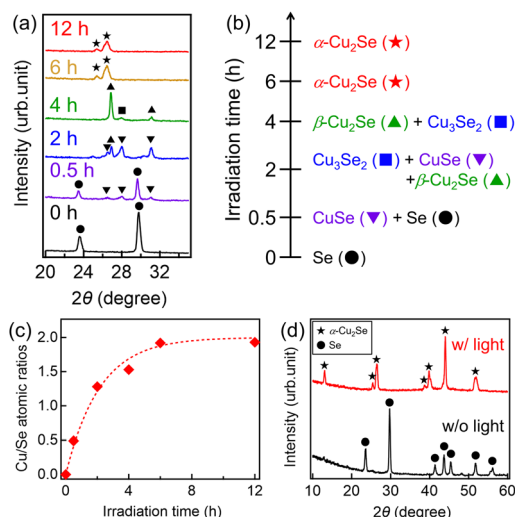 (a)
12 h
6 h
4 h
2 h
0.5 h
0 h
Intensity (urb.unit)
20 24 28 32
2θ (degree)
(b)
Irradiation time (h)
12
6
4
2
0.5
0
α-Cu₂Se (★)
α-Cu₂Se (★)
β-Cu₂Se (▲) + Cu₃Se₂ (■)
Cu₃Se₂ (■) + CuSe (▼)
+β-Cu₂Se (▲)
CuSe (▼) + Se (●)
Se (●)
(c)
Cu/Se atomic ratios
2.0
1.5
1.0
0.5
0.0
0 2 4 6 8 10 12
Irradiation time (h)
(d)
★ α-Cu₂Se
● Se
w/ light
w/o light
Intensity (urb.unit)
10 20 30 40 50 60
2θ (degree)